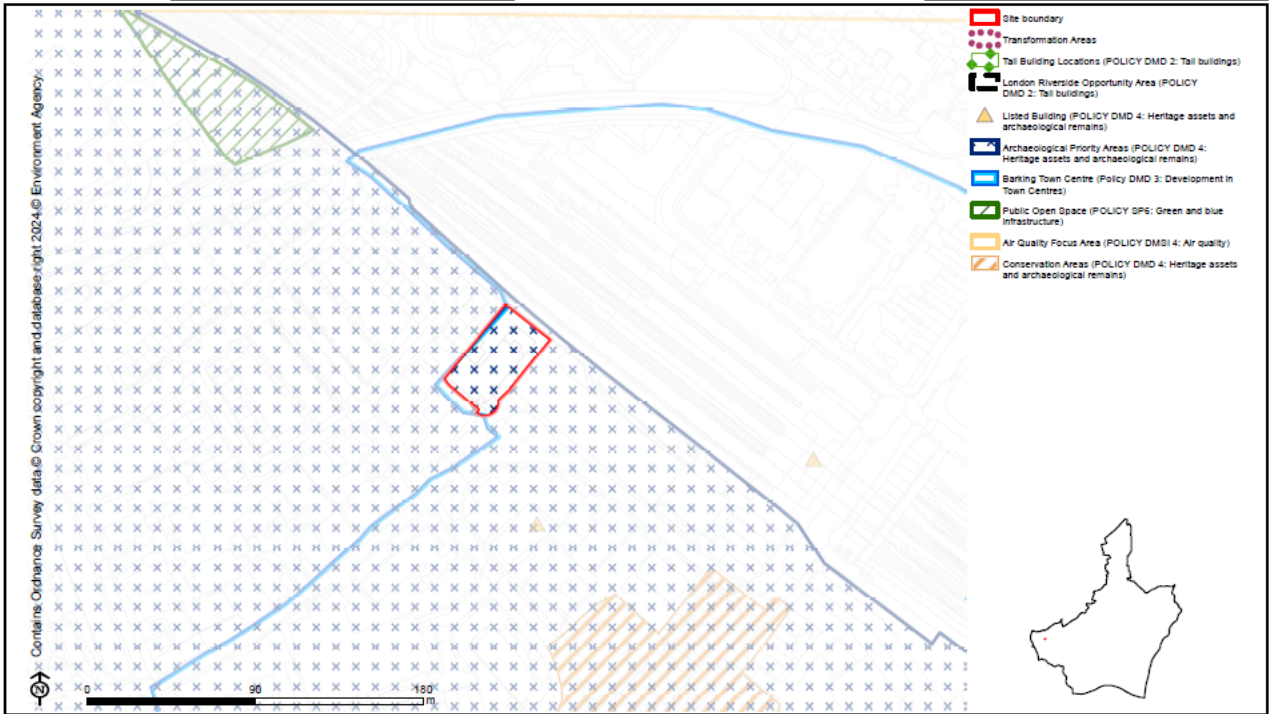 Site boundary
Transformation Areas
Tall Building Locations (POLICY DMD 2: Tall buildings)
London Riverside Opportunity Area (POLICY
DMD 2: Tall buildings)
Listed Building (POLICY DMD 4: Heritage assets and
archaeological remains)
Archaeological Priority Areas (POLICY DMD 4:
Heritage assets and archaeological remains)
Barking Town Centre (Policy DMD 3: Development in
Town Centres)
Public Open Space (POLICY SP6: Green and blue
infrastructure)
Air Quality Focus Area (POLICY DMSI 4: Air quality)
Conservation Areas (POLICY DMD 4: Heritage assets
and archaeological remains)
Contains Ordnance Survey data © Crown copyright and database right 2024 © Environment Agency
N
0 90 180
m